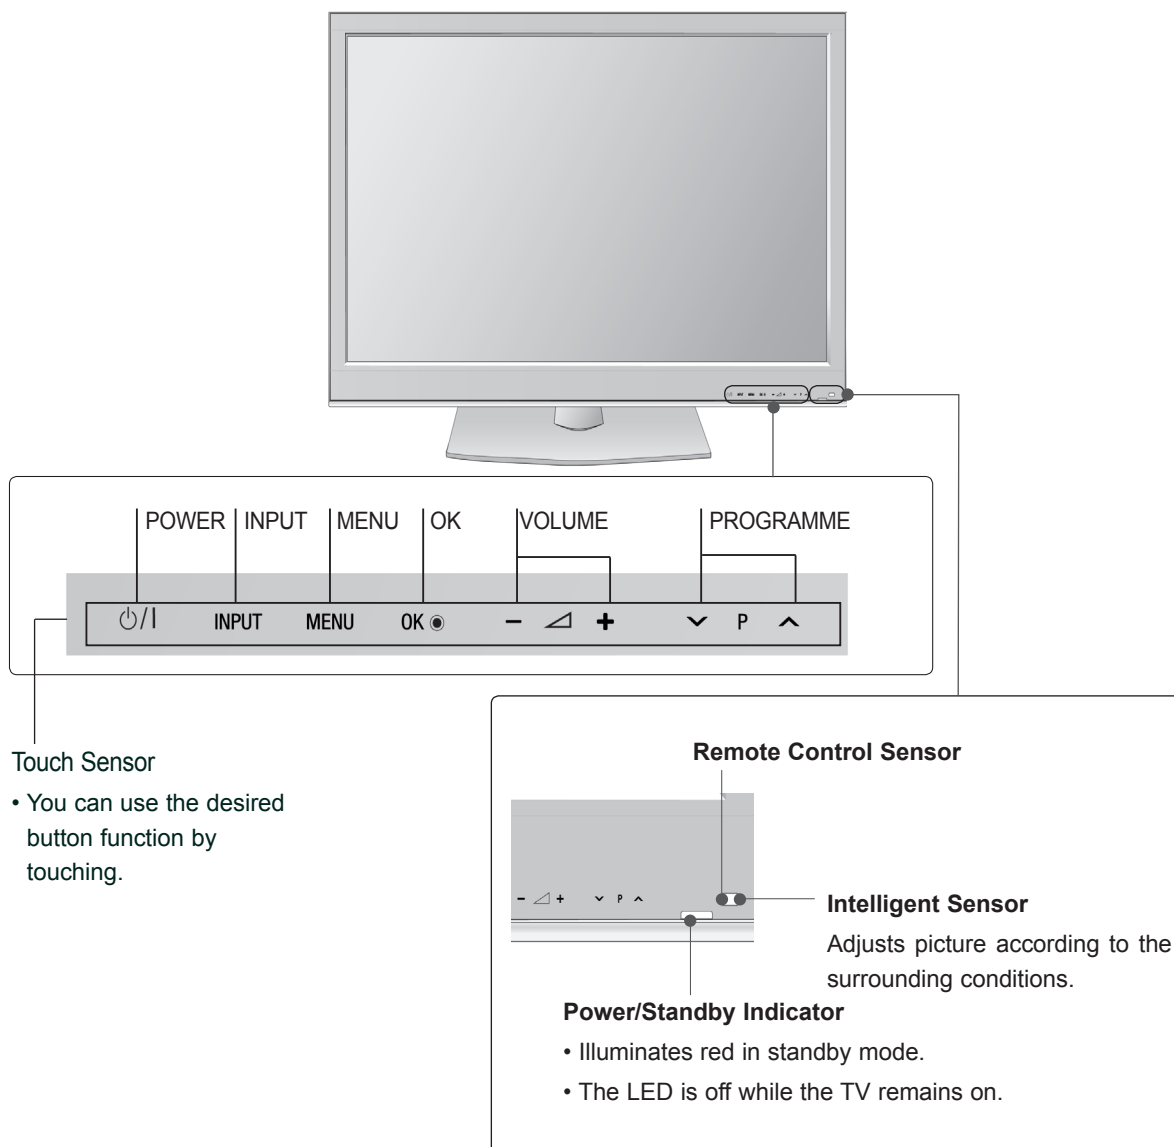 POWER INPUT MENU OK VOLUME PROGRAMME
/I INPUT MENU OK - + P
Touch Sensor
• You can use the desired
button function by
touching.
Remote Control Sensor
- + P
Intelligent Sensor
Adjusts picture according to the
surrounding conditions.
Power/Standby Indicator
• Illuminates red in standby mode.
• The LED is off while the TV remains on.